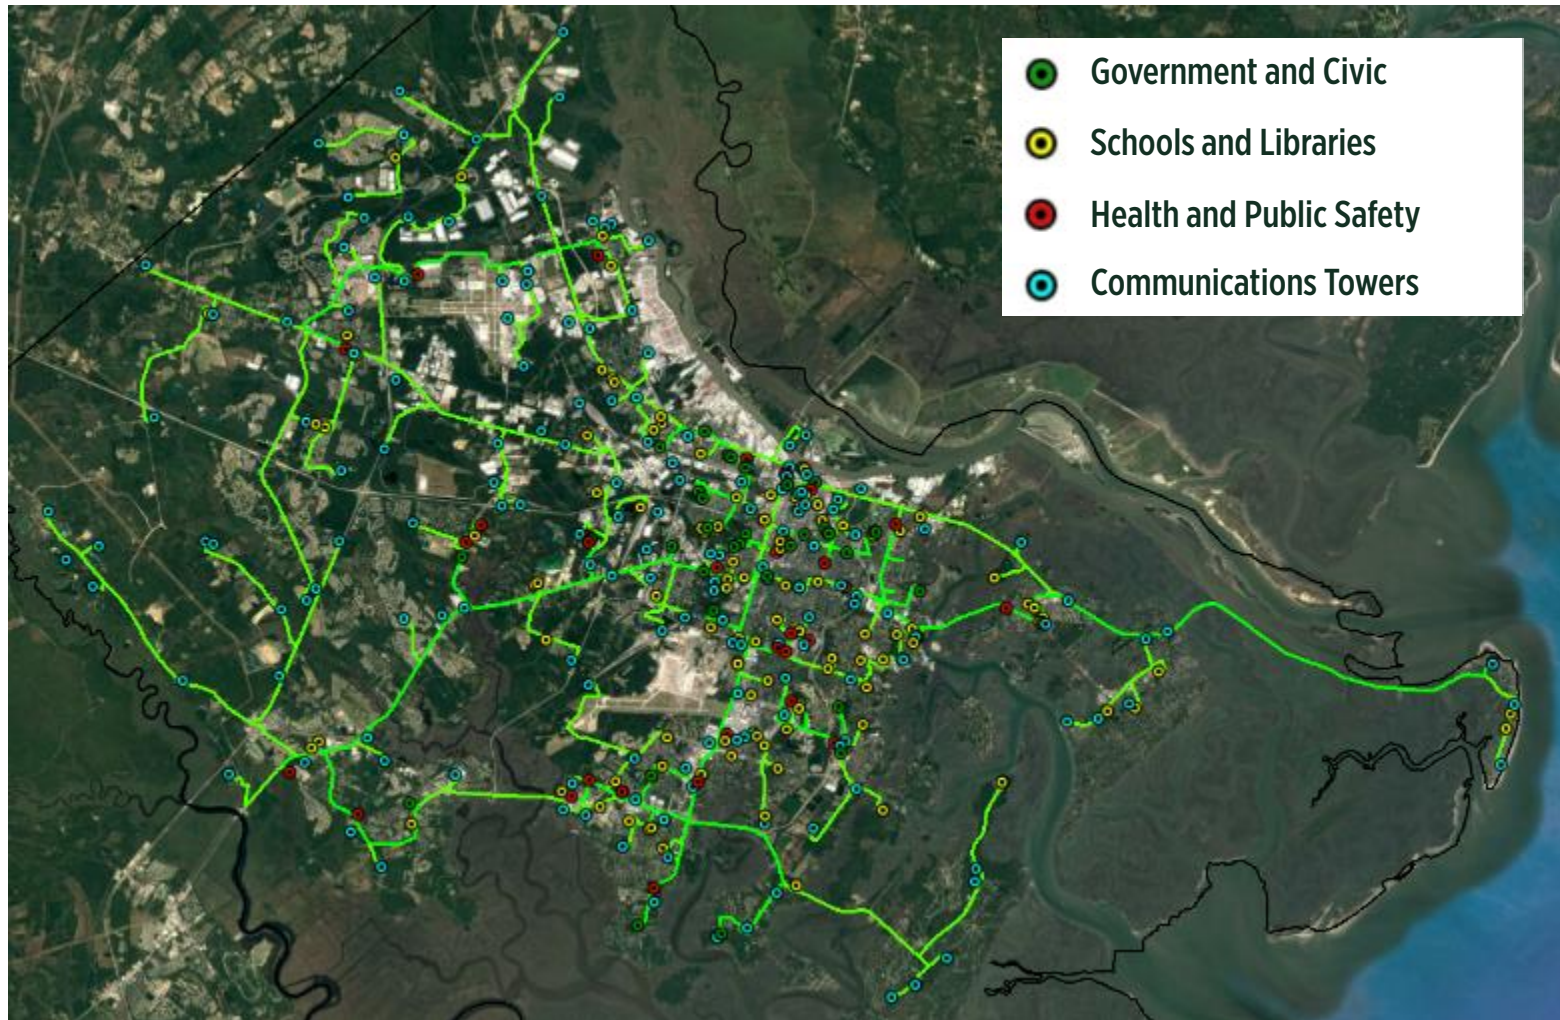 Government and Civic
Schools and Libraries
Health and Public Safety
Communications Towers